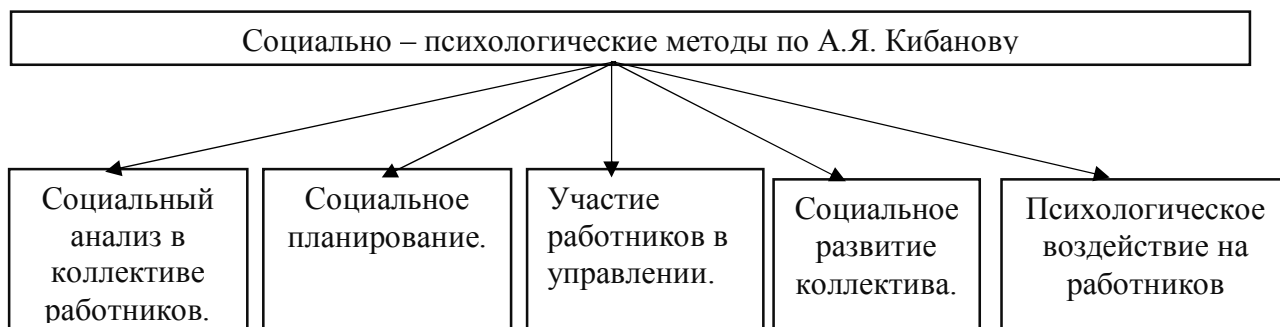 Социально – психологические методы по А.Я. Кибанову
Социальный
анализ в
коллективе
работников.
Социальное
планирование.
Участие
работников в
управлении.
Социальное
развитие
коллектива.
Психологическое
воздействие на
работников